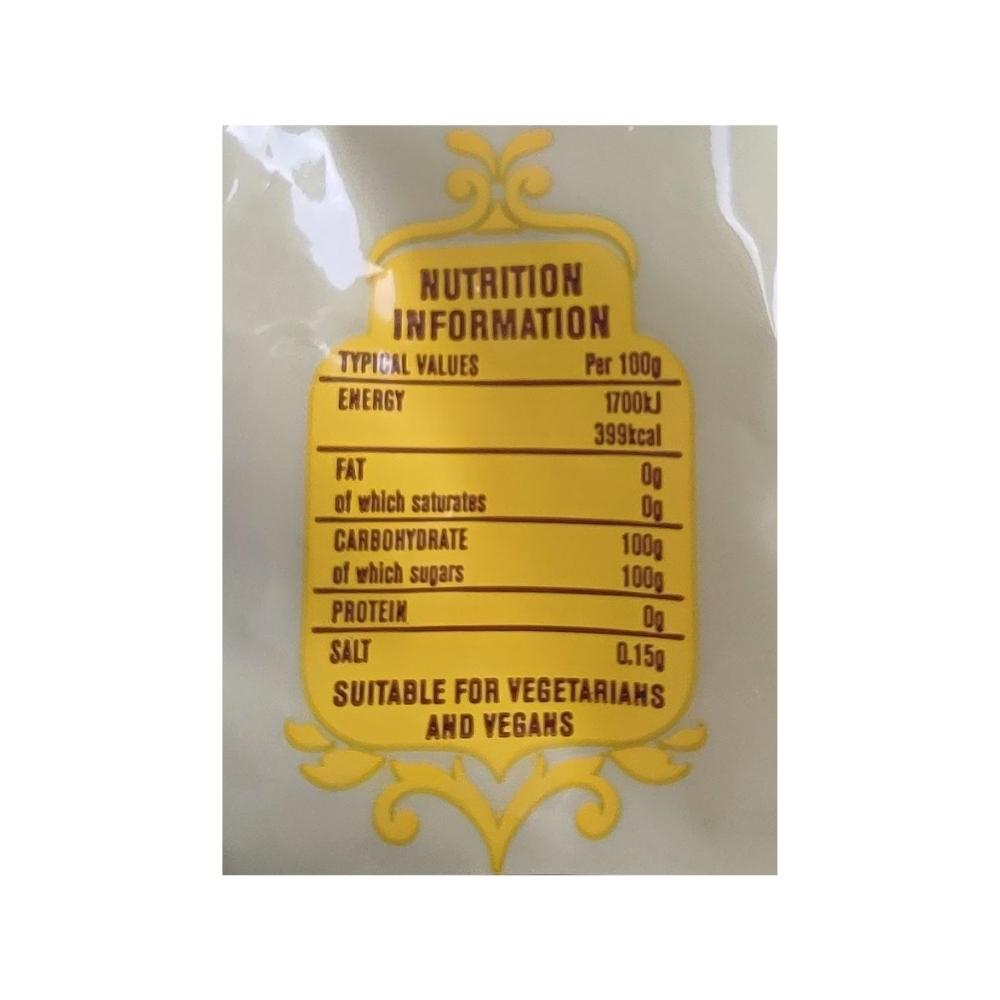 NUTRITION
INFORMATION
TYPICAL VALUES Per 100g
ENERGY 1700kJ
399kcal
FAT 0g
of which saturates 0g
CARBOHYDRATE 100g
of which sugars 100g
PROTEIN 0g
SALT 0.15g
SUITABLE FOR VEGETARIANS
AND VEGANS